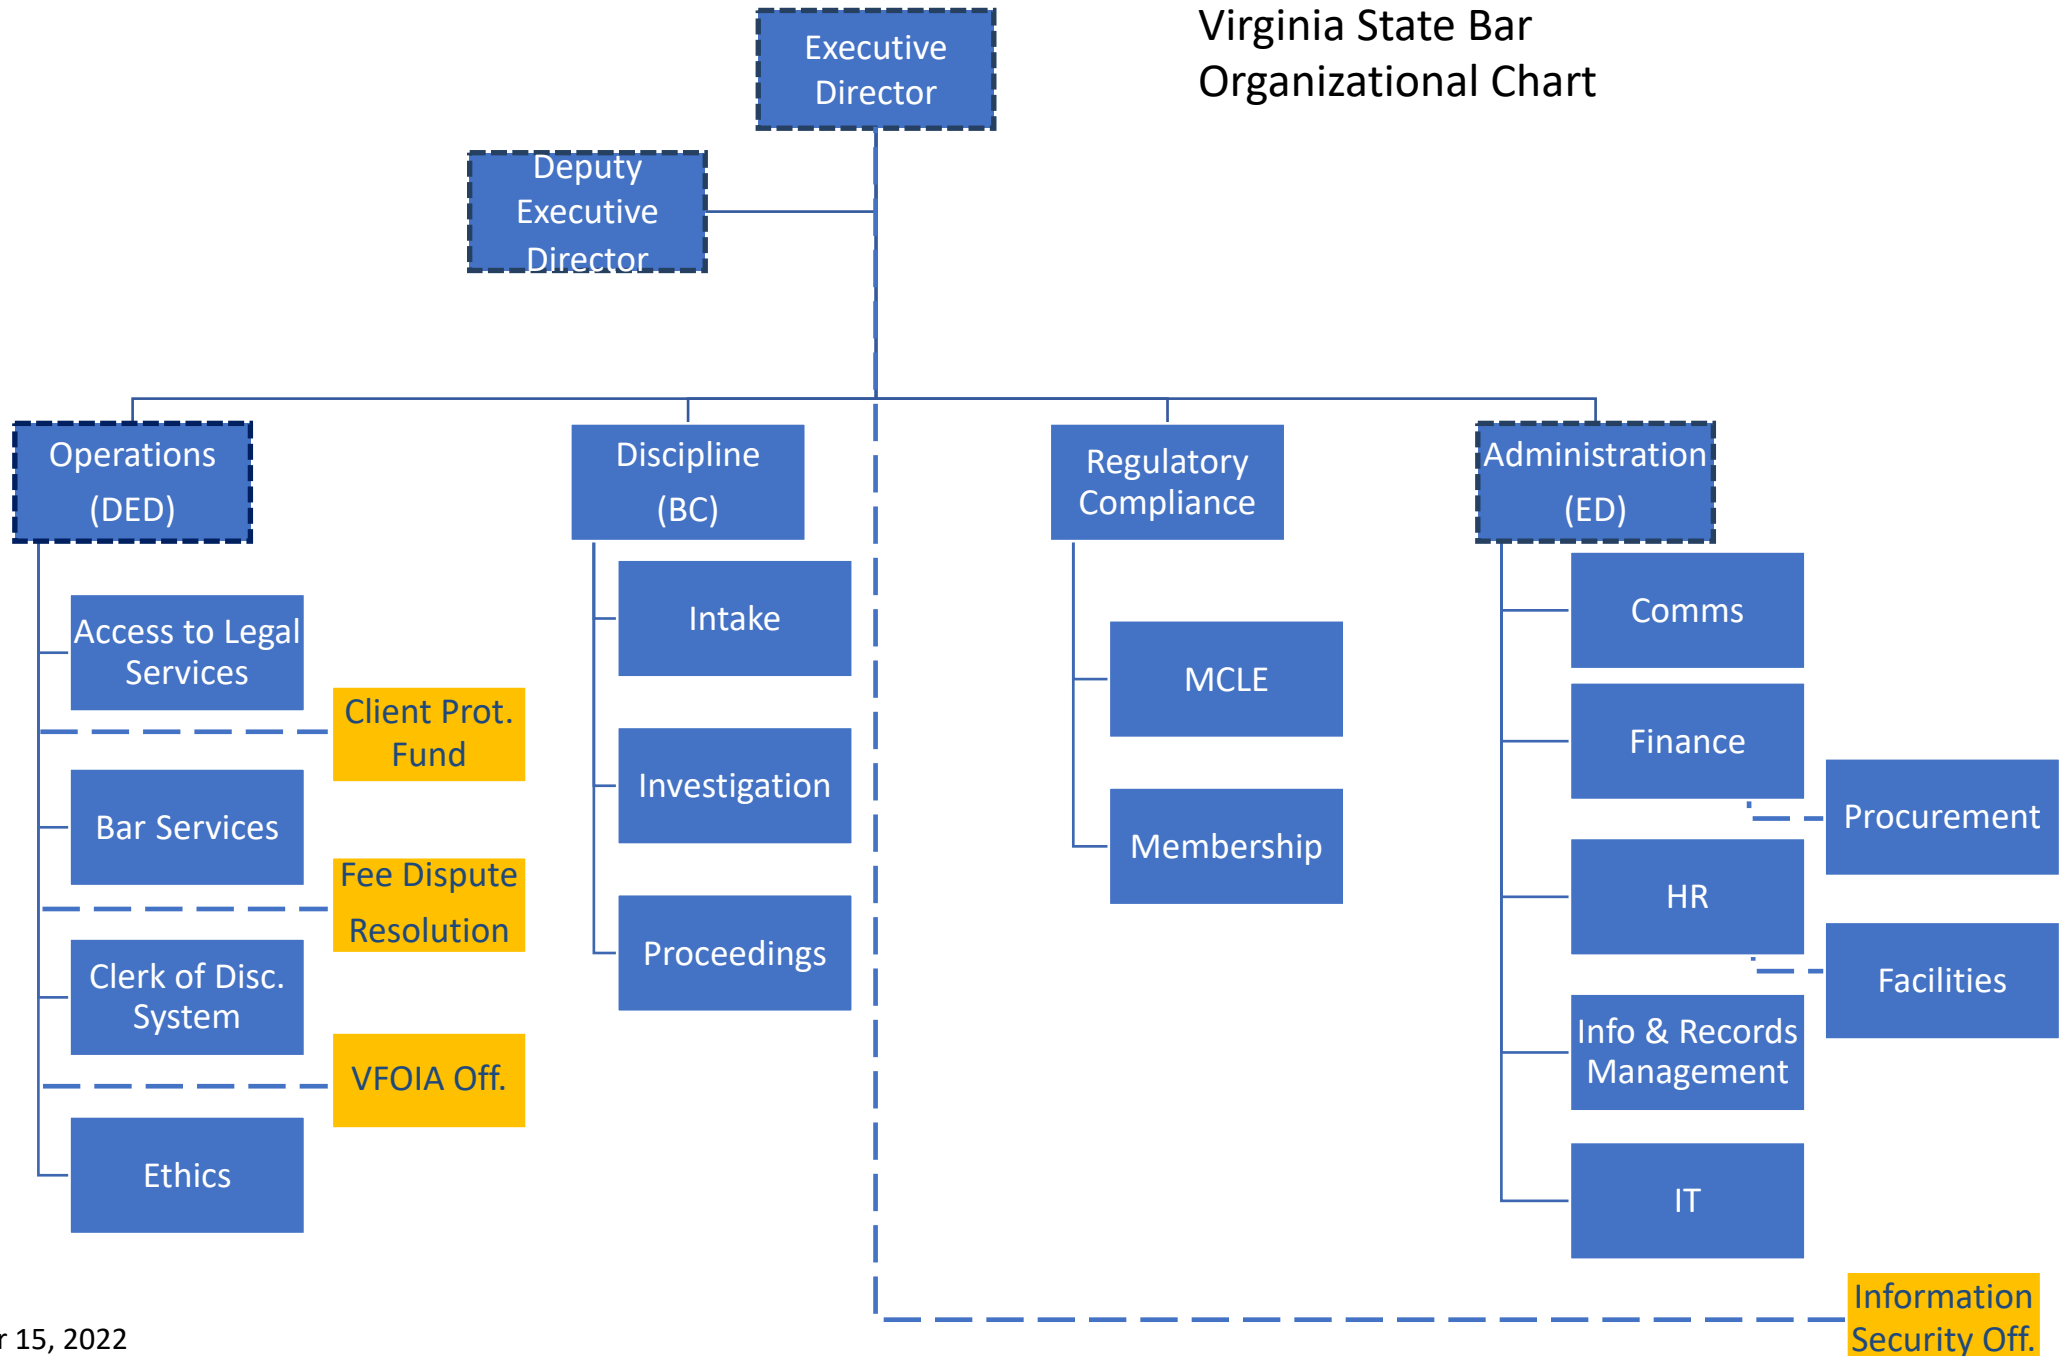 Virginia State Bar
Organizational Chart
Executive
Director
Deputy
Executive
Director
Operations
(DED)
Access to Legal
Services
Client Prot.
Fund
Bar Services
Fee Dispute
Resolution
Clerk of Disc.
System
VFOIA Off.
Ethics
Discipline
(BC)
Intake
Investigation
Proceedings
Regulatory
Compliance
MCLE
Membership
Administration
(ED)
Comms
Finance
Procurement
HR
Facilities
Info & Records
Management
IT
Information
Security Off.
15, 2022